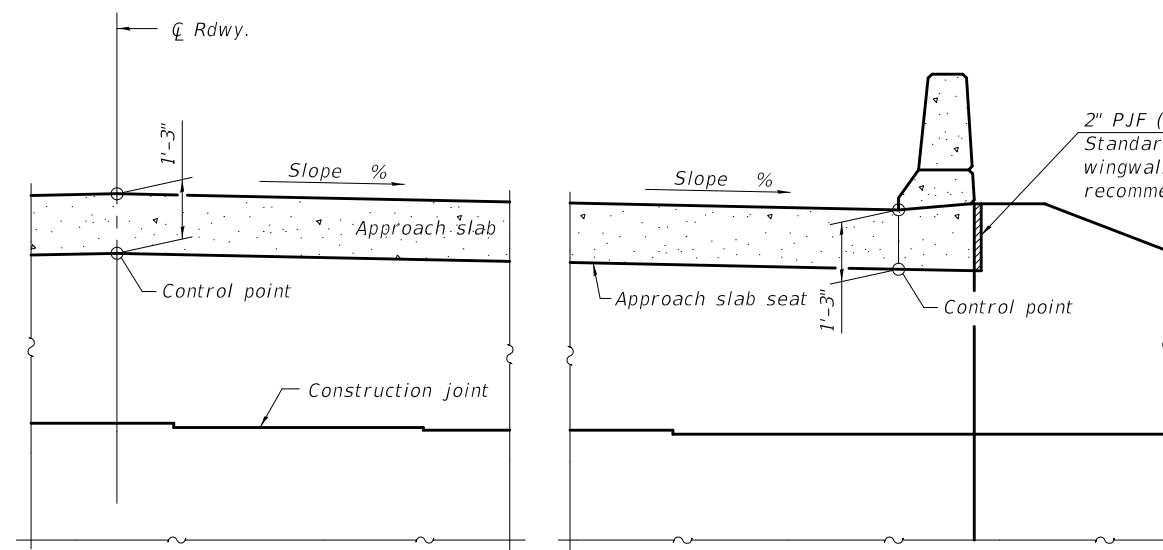 ℄ Rdwy.
1'-3"
Slope %
Approach slab
Control point
Construction joint
Slope %
2" PJF (
Standar
wingwal
recomme
Approach slab seat
1'-3"
Control point